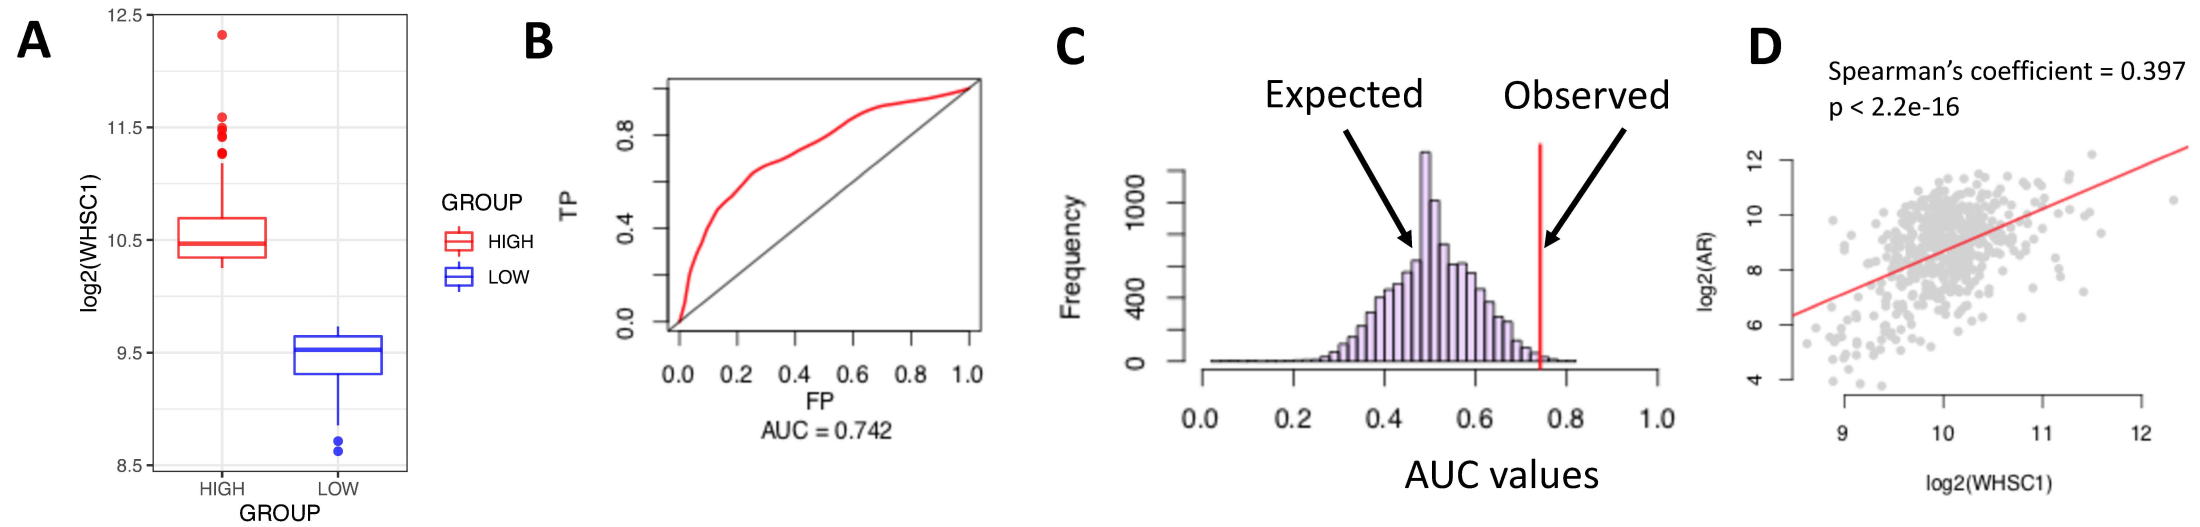 A
12.5
11.5
10.5
9.5
8.5
log2(WHSC1)
HIGH LOW
GROUP
GROUP
HIGH
LOW
B
TP
0.8
0.4
0.0
0.0 0.2 0.4 0.6 0.8 1.0
FP
AUC = 0.742
C
Expected
Observed
Frequency
1000
400
0
0.0 0.2 0.4 0.6 0.8 1.0
AUC values
D
Spearman's coefficient = 0.397
p < 2.2e-16
log2(AR)
12
10
8
6
4
9 10 11 12
log2(WHSC1)